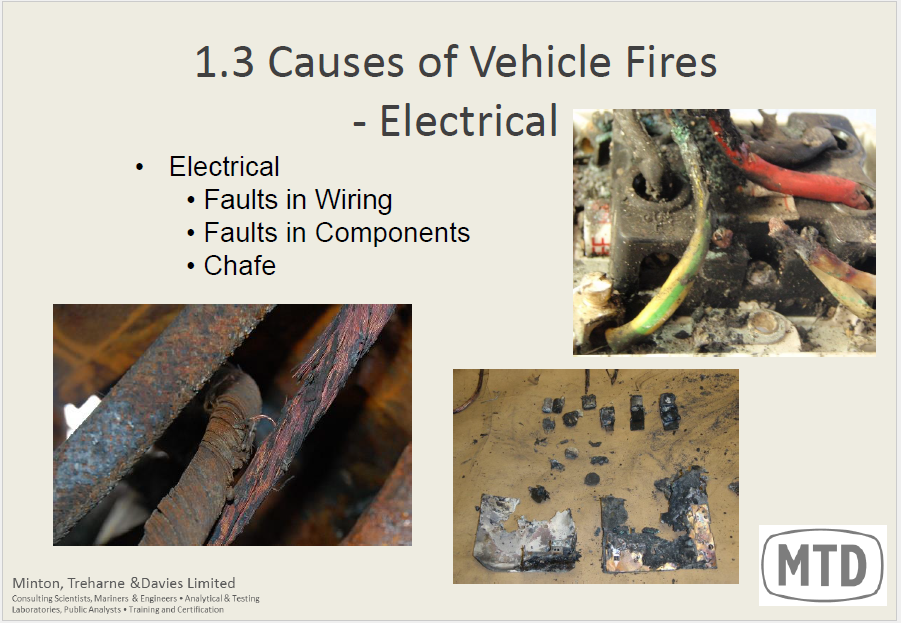 1.3 Causes of Vehicle Fires
- Electrical
• Electrical
• Faults in Wiring
• Faults in Components
• Chafe
Minton, Treharne &Davies Limited
Consulting Scientists, Mariners & Engineers • Analytical & Testing
Laboratories, Public Analysts • Training and Certification
MTD